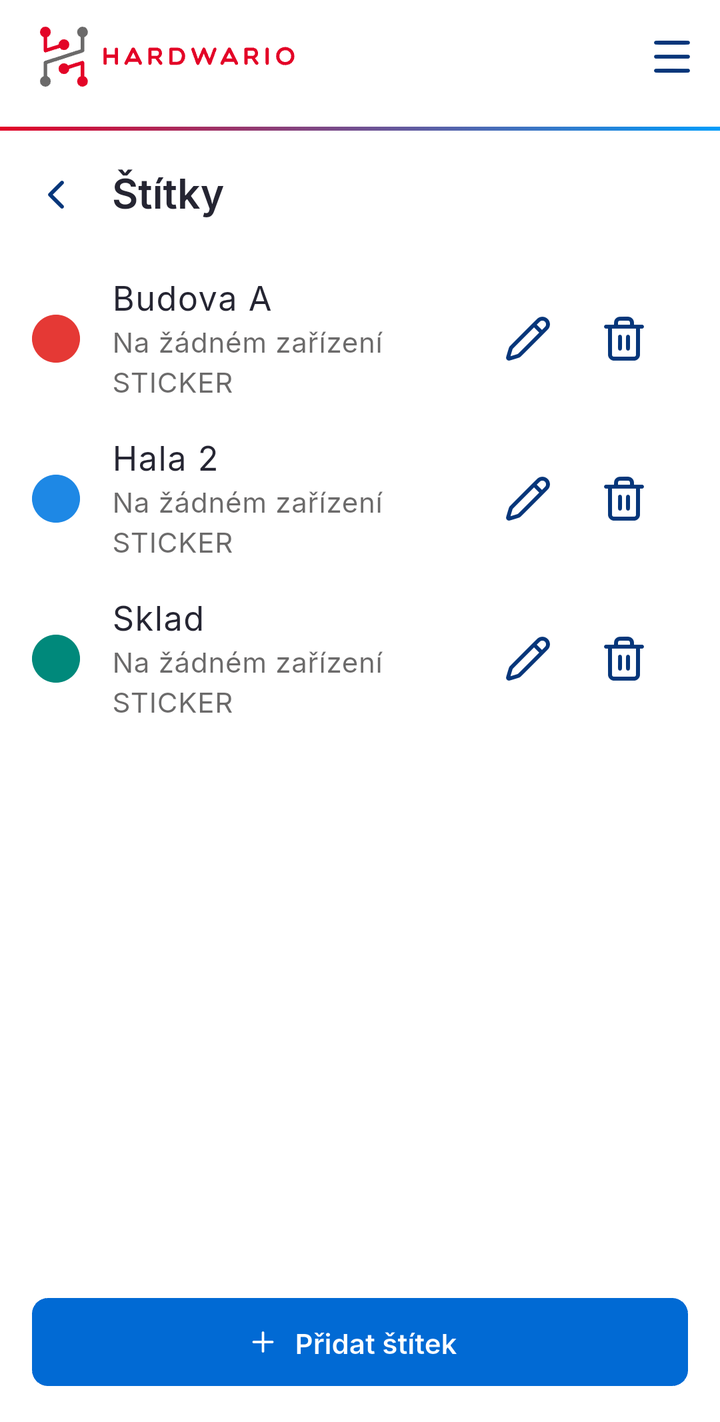 HARDWARIO
Štítky
Budova A
Na žádném zařízení
STICKER
Hala 2
Na žádném zařízení
STICKER
Sklad
Na žádném zařízení
STICKER
Přidat štítek